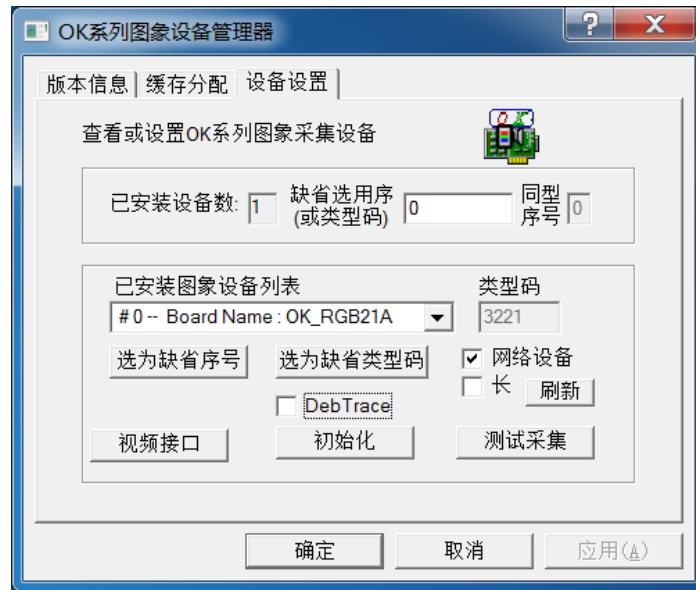 OK系列图象设备管理器
版本信息 缓存分配 设备设置
查看或设置OK系列图象采集设备
已安装设备数: 1 缺省选用序 0 同型 0
(或类型码) 序号
已安装图象设备列表 类型码
#0 -- Board Name : OK_RGB21A 3221
选为缺省序号 选为缺省类型码 网络设备
长 刷新
DebTrace
视频接口 初始化 测试采集
确定 取消 应用(A)